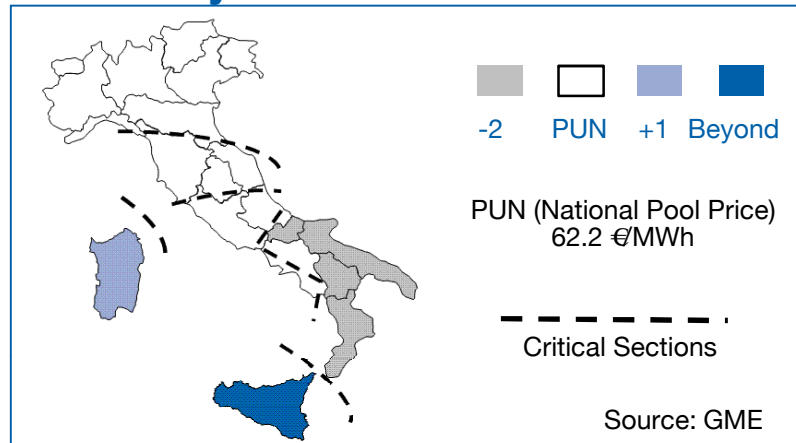 -2 PUN +1 Beyond
PUN (National Pool Price)
62.2 €/MWh
Critical Sections
Source: GME